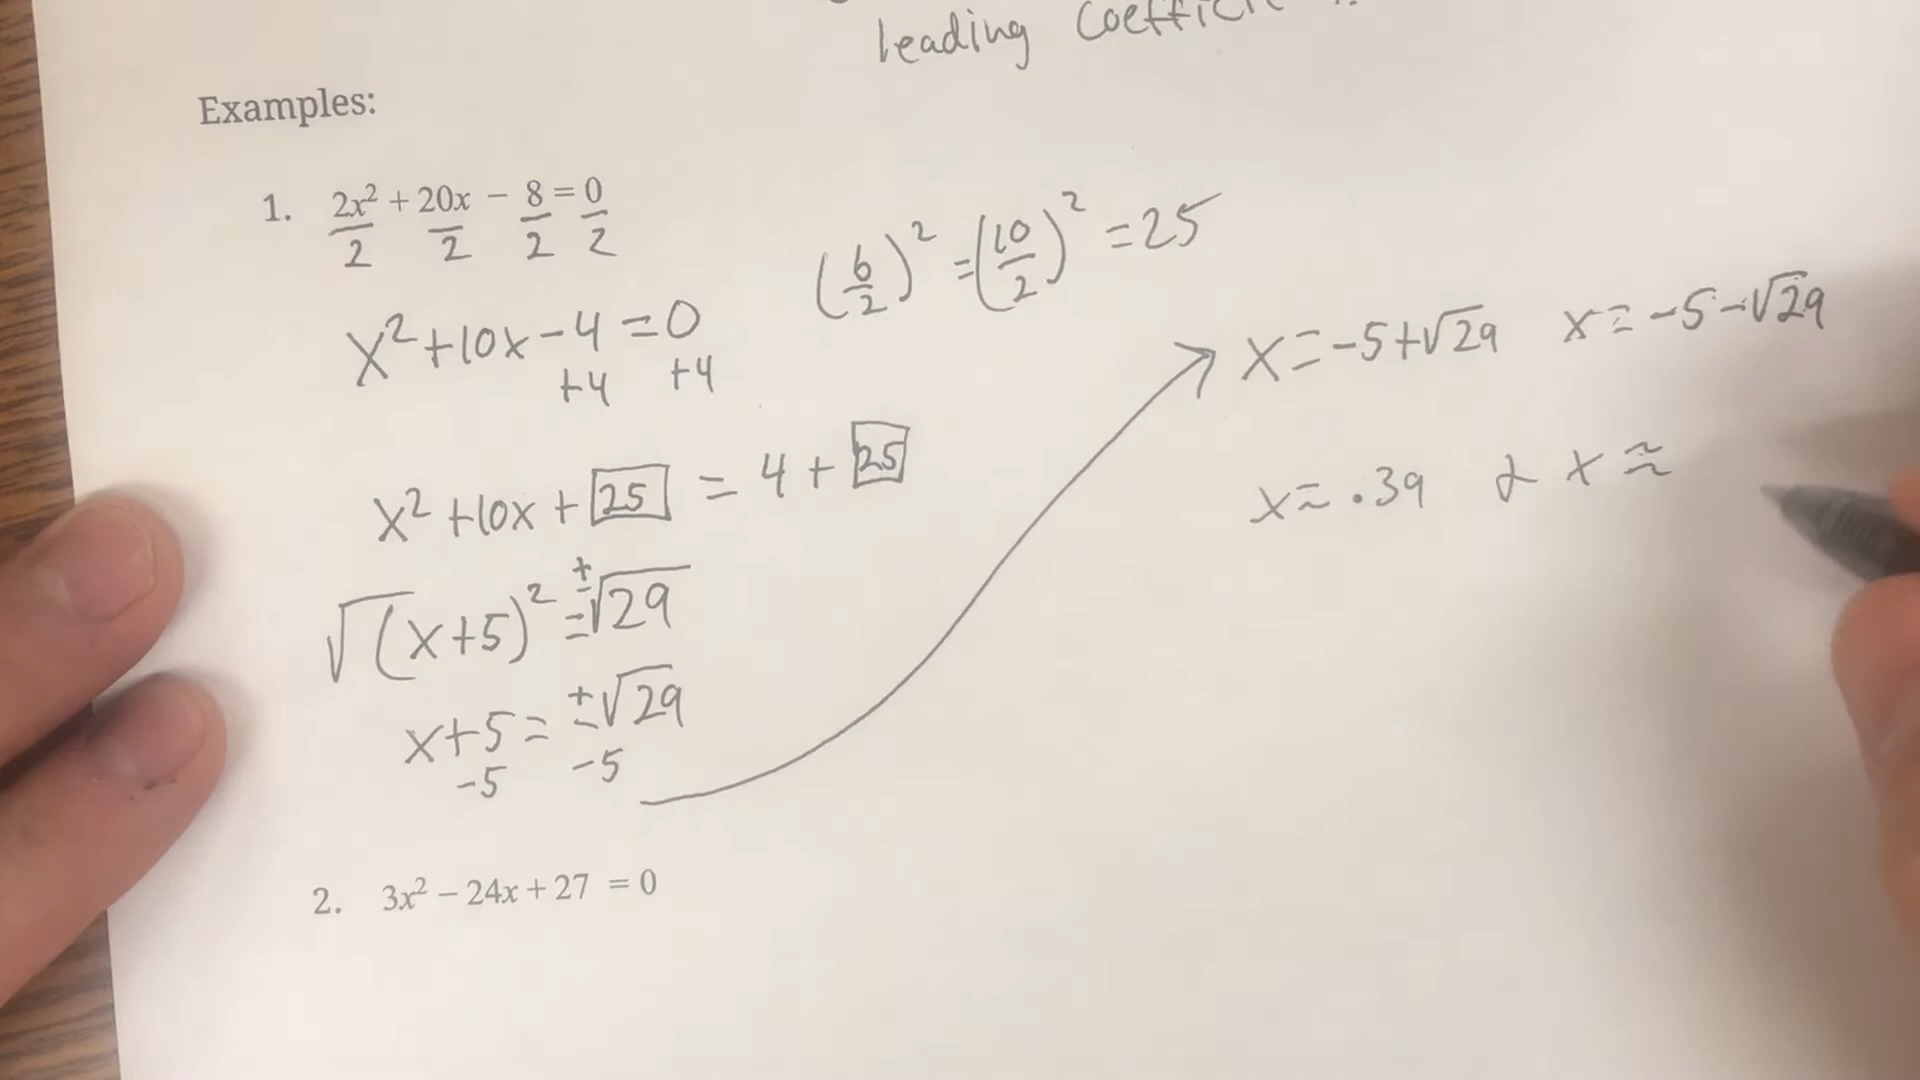 leading
Examples:
1. 2x² + 20x − 8 = 0
2 2 2 2
x² + 10x − 4 = 0
+4 +4
x² + 10x + 25 = 4 + 25
√(x+5)² = ±√29
x+5 = ±√29
−5 −5
(b/2)² = (10/2)² = 25
x = −5+√29 x = −5−√29
x ≈ .39 & x ≈
2. 3x² − 24x + 27 = 0